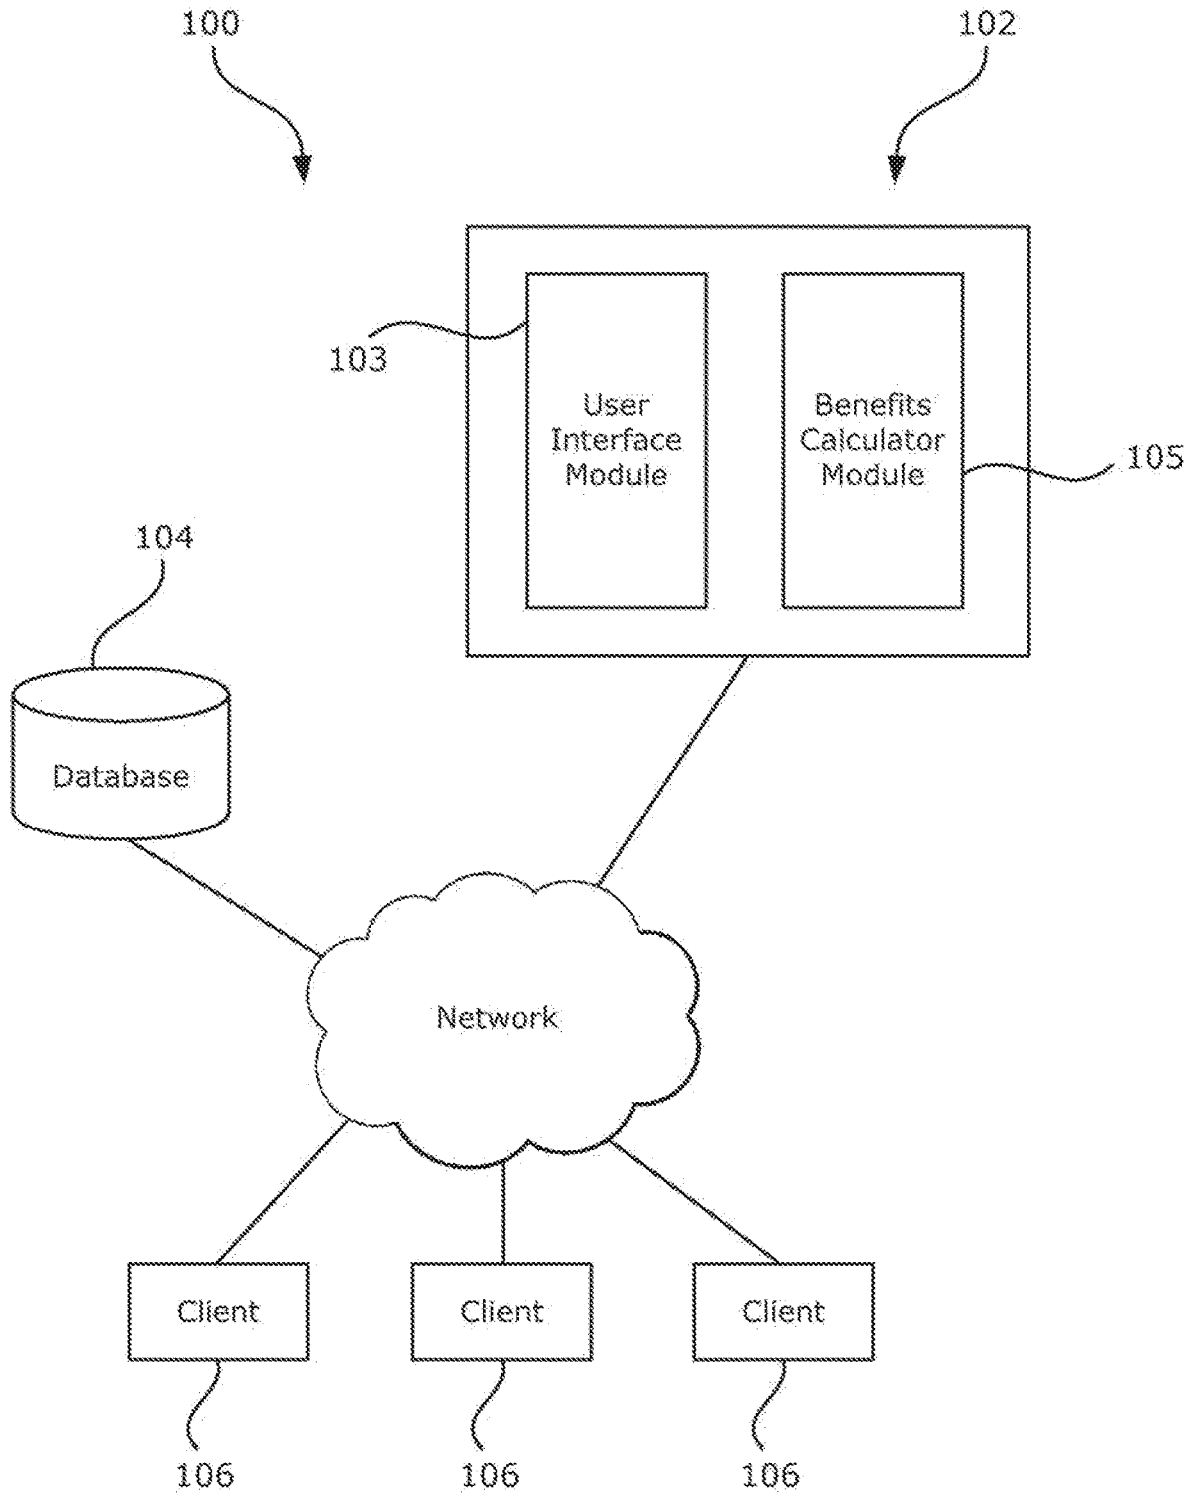 100
102
103
User
Interface
Module
Benefits
Calculator
Module
105
104
Database
Network
Client
Client
Client
106
106
106